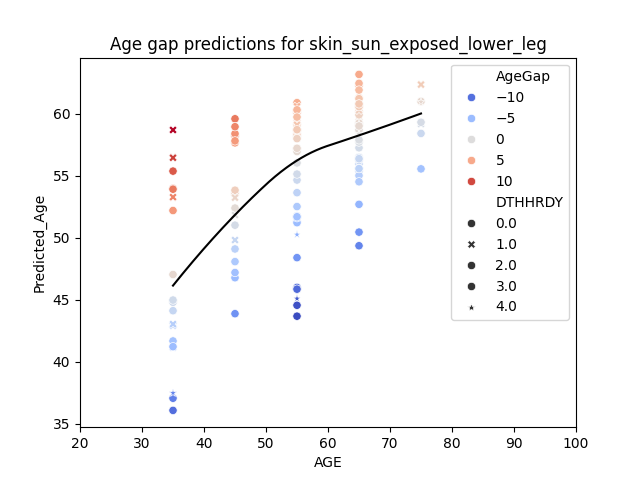 Age gap predictions for skin_sun_exposed_lower_leg
Predicted_Age
60
55
50
45
40
35
20 30 40 50 60 70 80 90 100
AGE
AgeGap
−10
−5
0
5
10
DTHHRDY
0.0
1.0
2.0
3.0
4.0